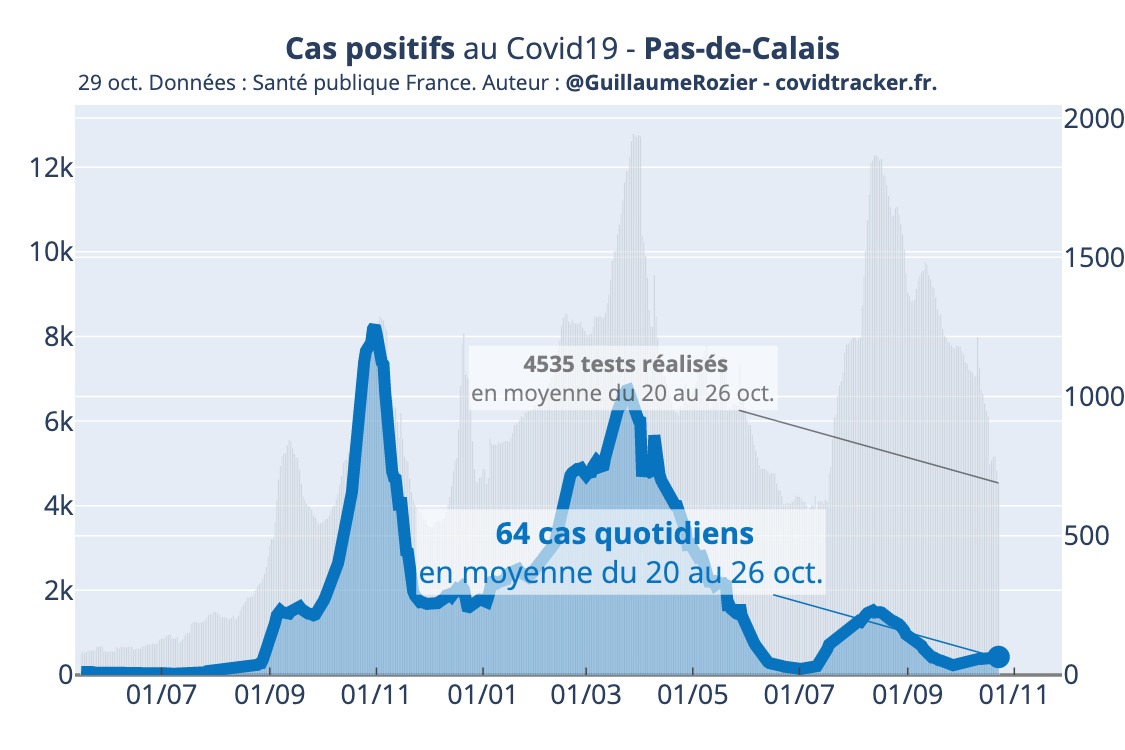 Cas positifs au Covid19 - Pas-de-Calais
29 oct. Données : Santé publique France. Auteur : @GuillaumeRozier - covidtracker.fr.
2000
12k
10k
1500
8k
4535 tests réalisés
en moyenne du 20 au 26 oct.
1000
6k
4k
64 cas quotidiens
500
en moyenne du 20 au 26 oct.
2k
0
0
01/07
01/09
01/11
01/01
01/03
01/05
01/07
01/09
01/11